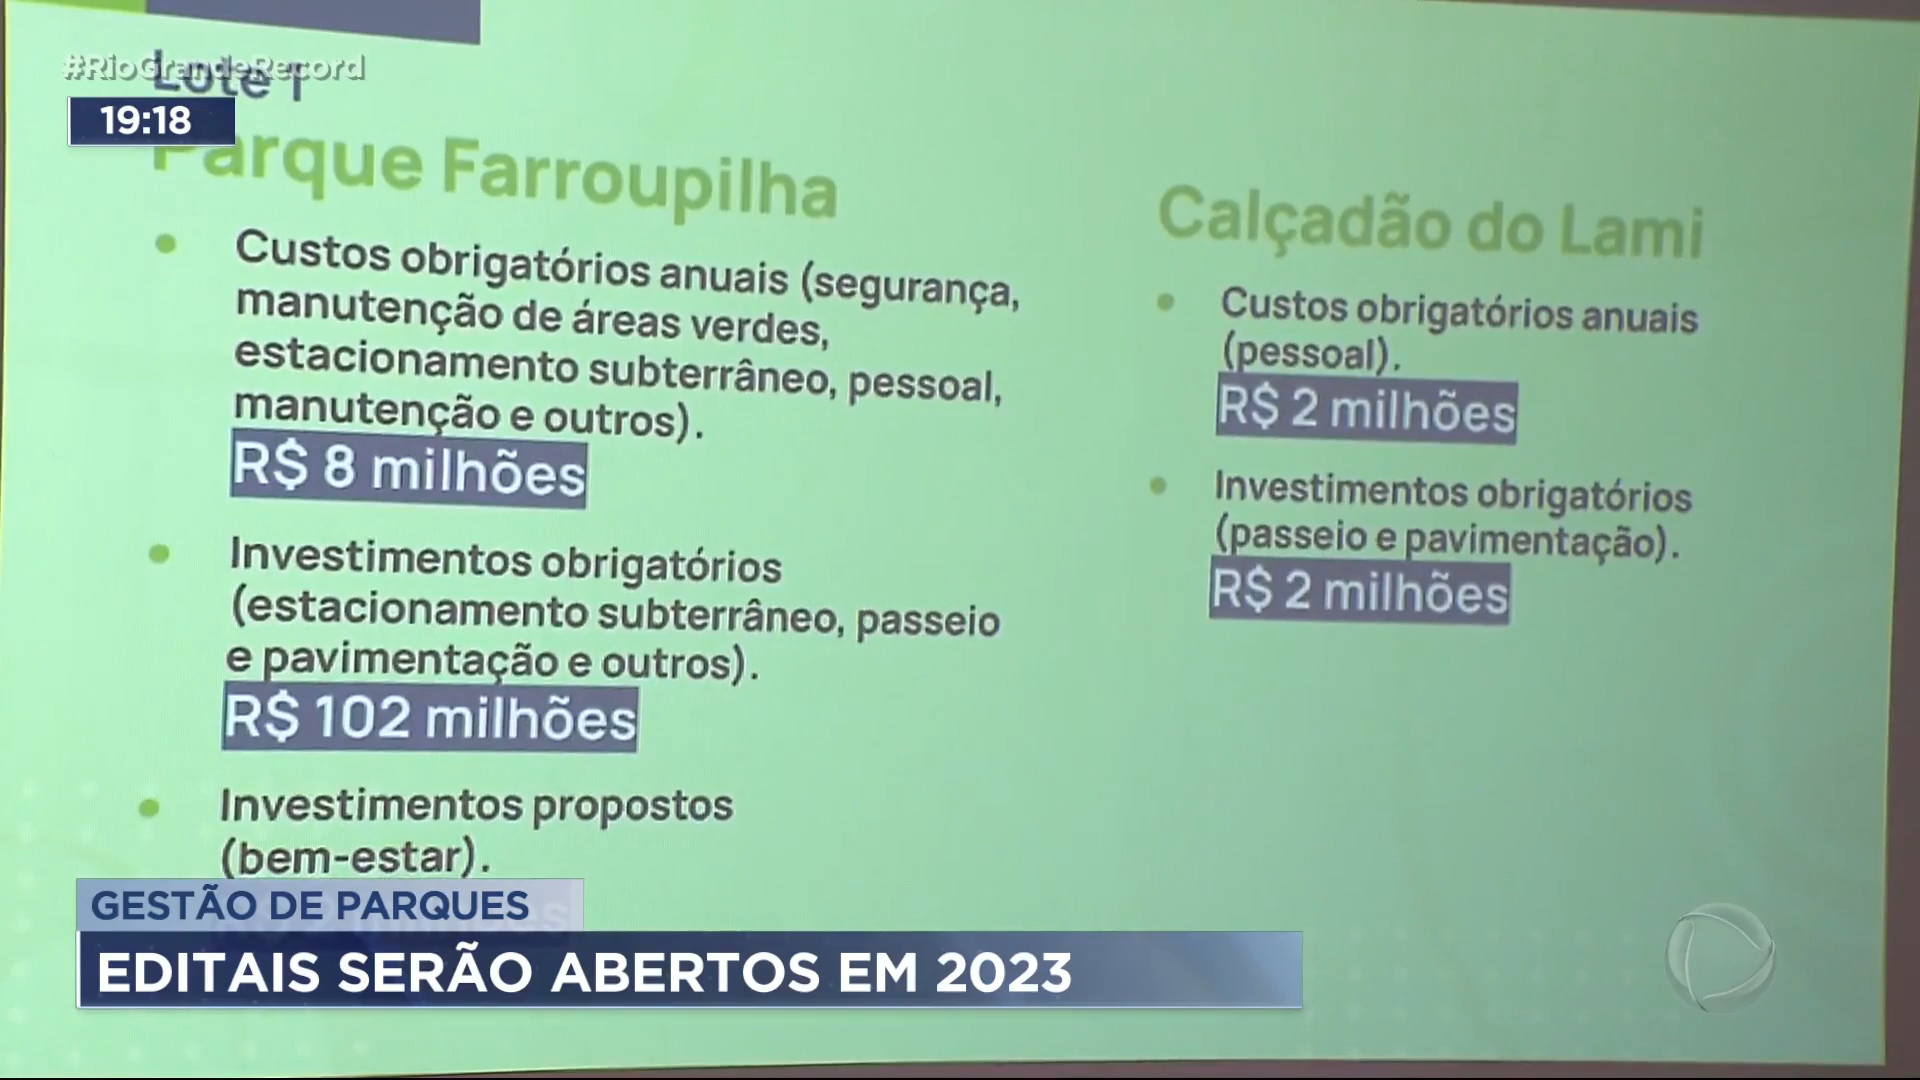 #RioGrandeRecord
Lote 1
19:18
Parque Farroupilha
Custos obrigatórios anuais (segurança,
manutenção de áreas verdes,
estacionamento subterrâneo, pessoal,
manutenção e outros).
R$ 8 milhões
Investimentos obrigatórios
(estacionamento subterrâneo, passeio
e pavimentação e outros).
R$ 102 milhões
Investimentos propostos
(bem-estar).
Calçadão do Lami
Custos obrigatórios anuais
(pessoal).
R$ 2 milhões
Investimentos obrigatórios
(passeio e pavimentação).
R$ 2 milhões
GESTÃO DE PARQUES
EDITAIS SERÃO ABERTOS EM 2023